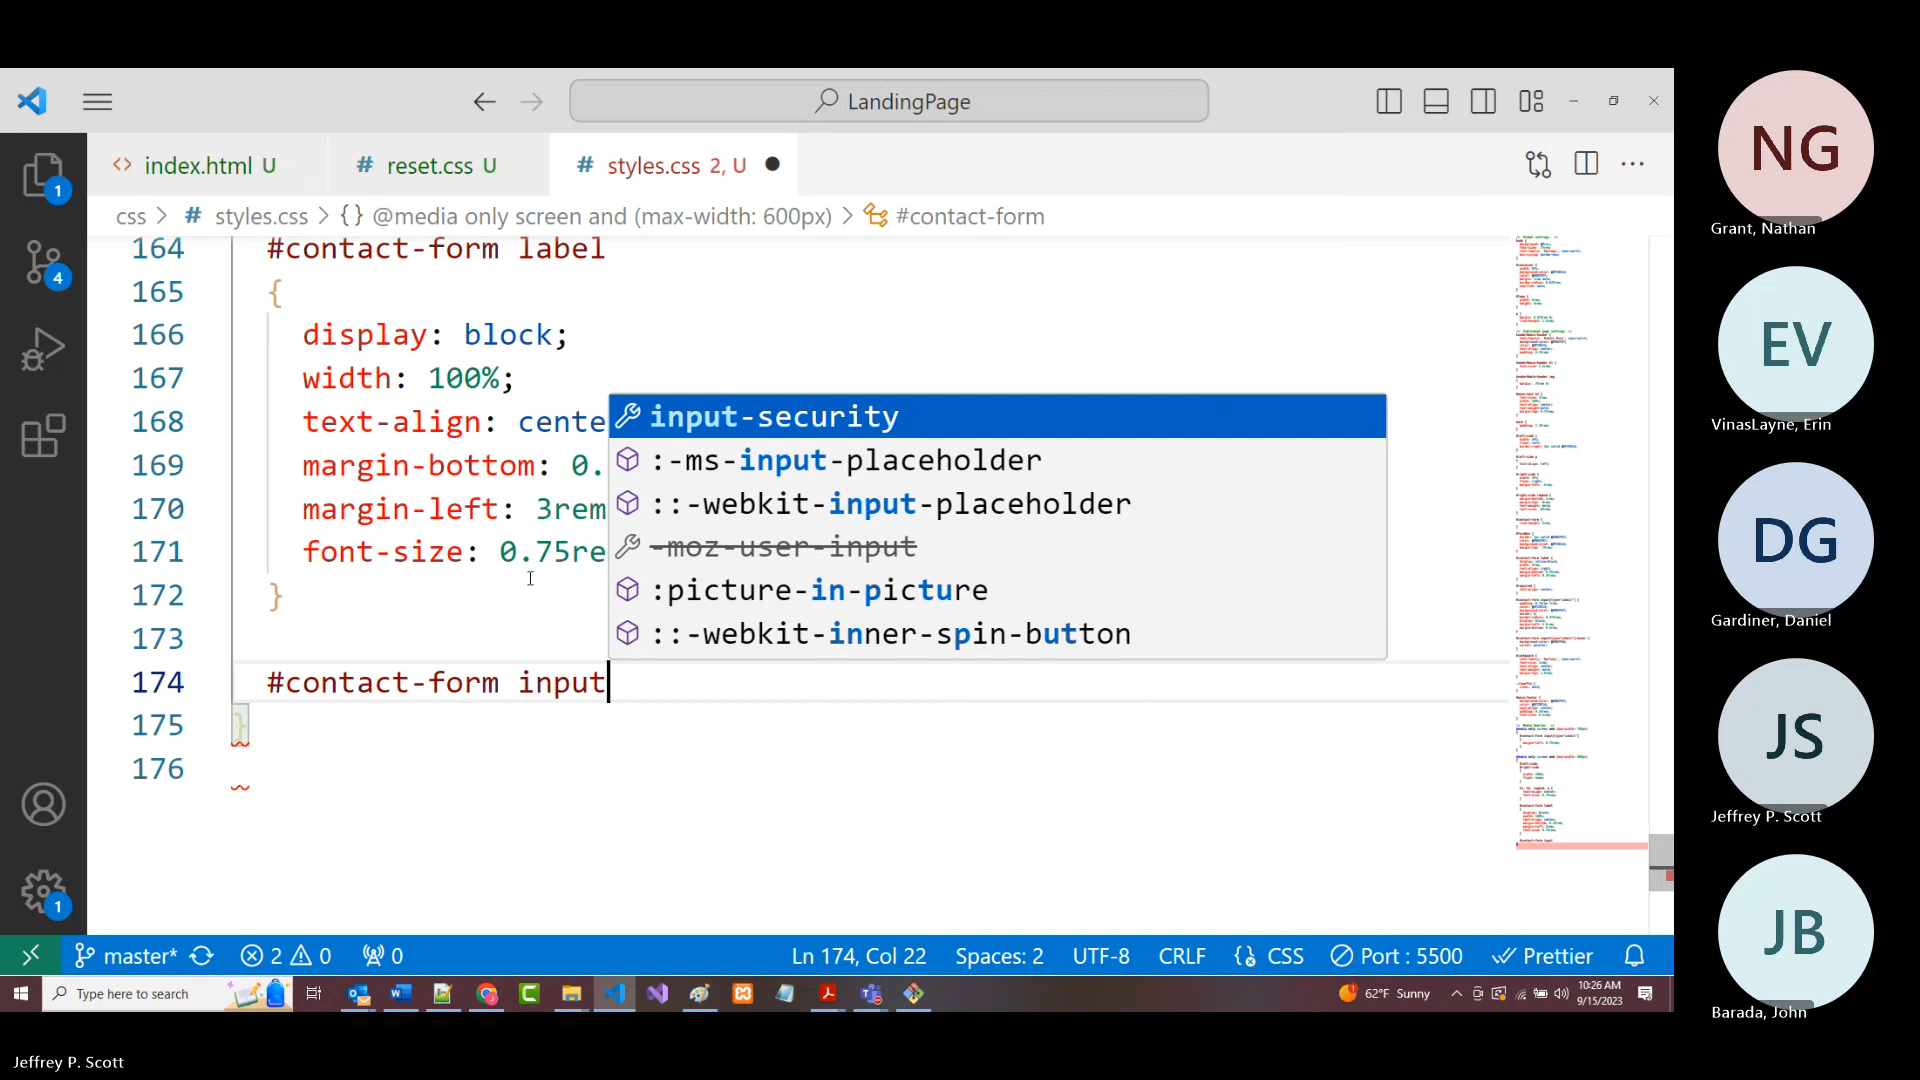 LandingPage
index.html U
# reset.css U
# styles.css 2, U
css > # styles.css > {} @media only screen and (max-width: 600px) > #contact-form
164 #contact-form label
165 {
166 display: block;
167 width: 100%;
168 text-align: cente
169 margin-bottom: 0.
170 margin-left: 3rem
171 font-size: 0.75re
172 }
173
174 #contact-form input
175 }
176
input-security
:-ms-input-placeholder
::-webkit-input-placeholder
-moz-user-input
:picture-in-picture
::-webkit-inner-spin-button
1
4
1
master* 2 0 0
Ln 174, Col 22 Spaces: 2 UTF-8 CRLF CSS Port : 5500 Prettier
Type here to search
62°F Sunny
10:26 AM
9/15/2023
NG
Grant, Nathan
EV
VinasLayne, Erin
DG
Gardiner, Daniel
JS
Jeffrey P. Scott
JB
Barada, John
Jeffrey P. Scott